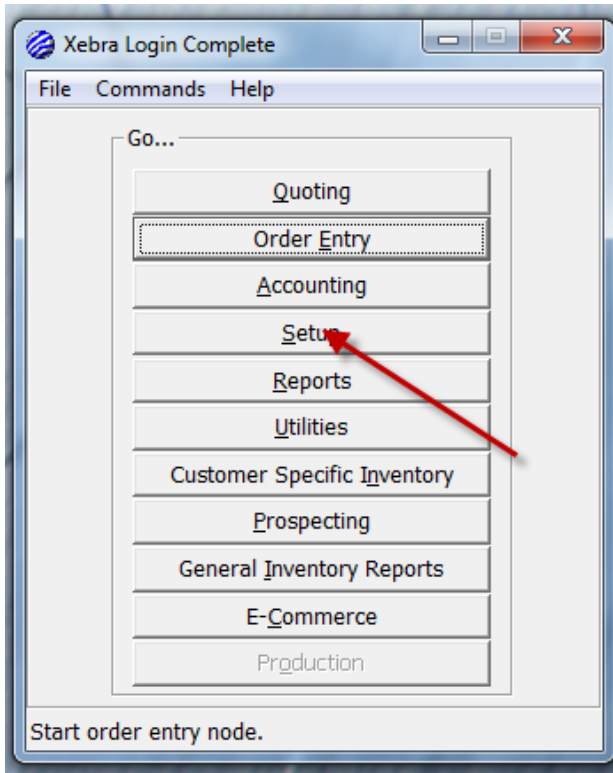 Xebra Login Complete
File Commands Help
Go...
Quoting
Order Entry
Accounting
Setup
Reports
Utilities
Customer Specific Inventory
Prospecting
General Inventory Reports
E-Commerce
Production
Start order entry node.